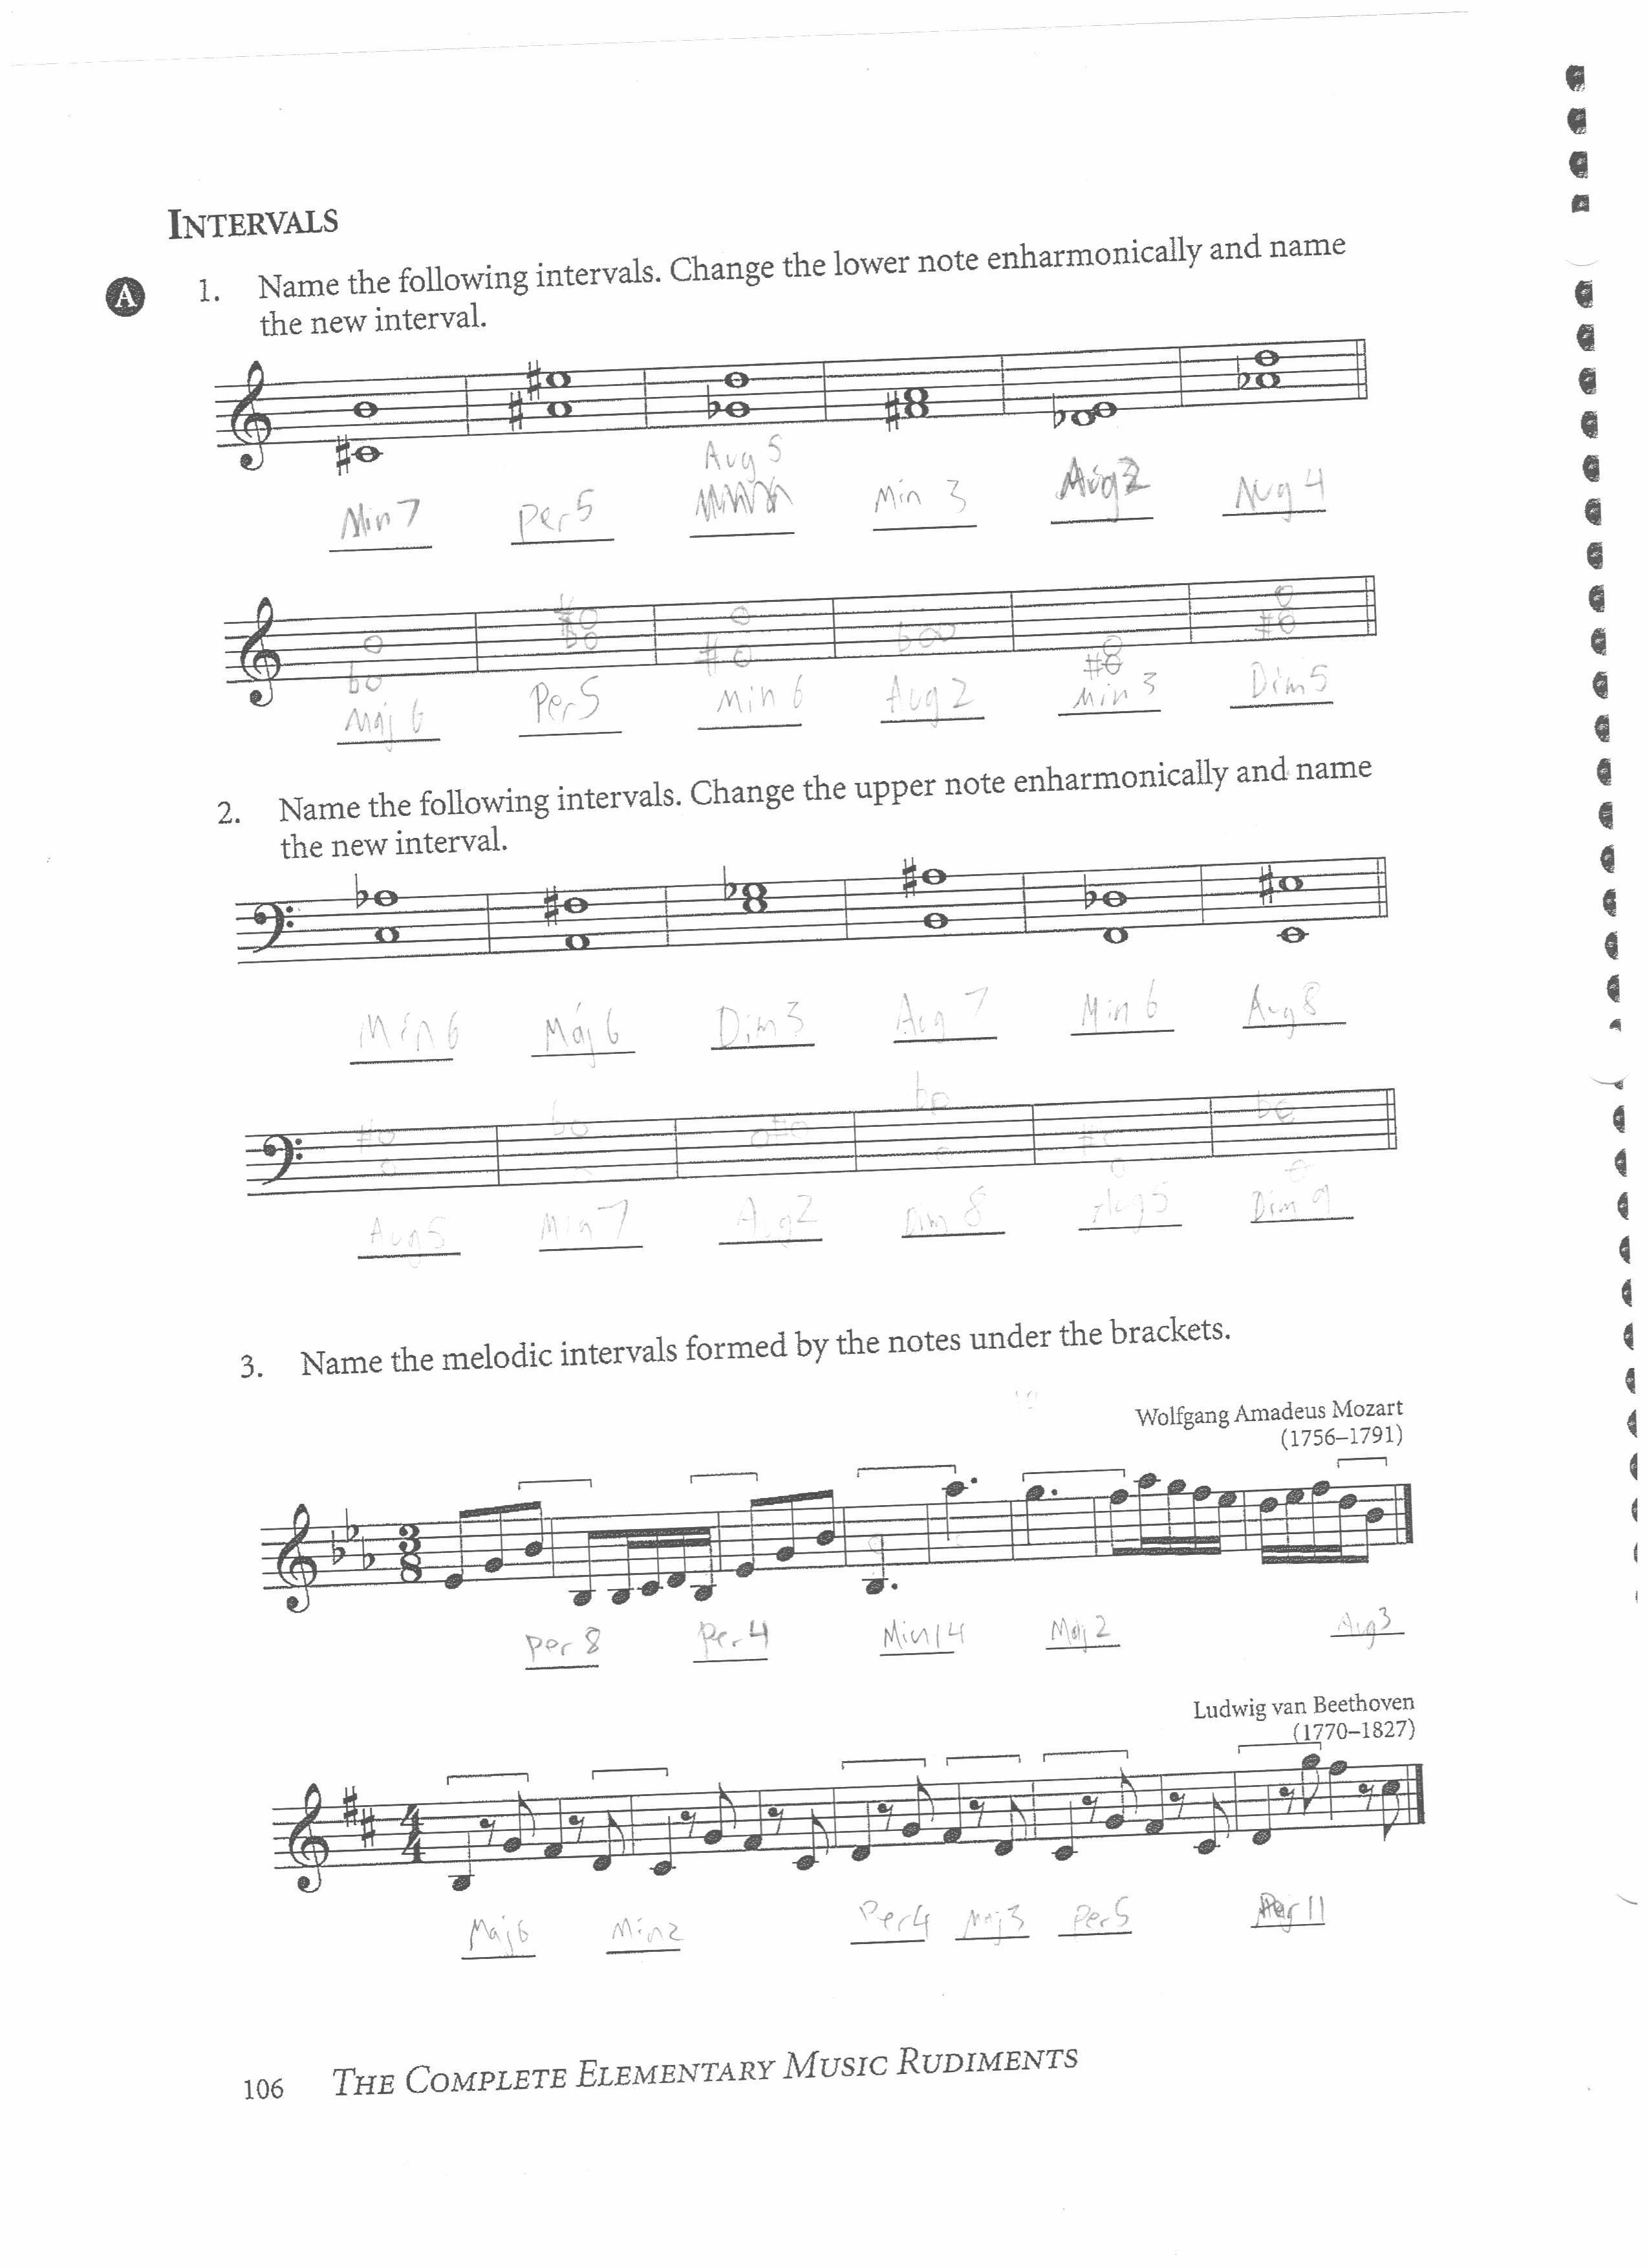 INTERVALS
A 1. Name the following intervals. Change the lower note enharmonically and name
the new interval.
Aug 5
Min 7 Per 5 Min 3 Aug 2 Aug 4
Maj 6 Per 5 Min 6 Aug 2 Min 3 Dim 5
2. Name the following intervals. Change the upper note enharmonically and name
the new interval.
Min 6 Maj 6 Dim 3 Aug 7 Min 6 Aug 8
Aug 5 Min 7 Aug 2 Dim 8 Aug 5 Dim 9
3. Name the melodic intervals formed by the notes under the brackets.
Wolfgang Amadeus Mozart
(1756–1791)
3
8
Per 8 Per 4 Min 14 Maj 2 Aug 3
Ludwig van Beethoven
(1770–1827)
4
4
Maj 6 Min 2 Per 4 Maj 3 Per 5 Per 11
106 THE COMPLETE ELEMENTARY MUSIC RUDIMENTS